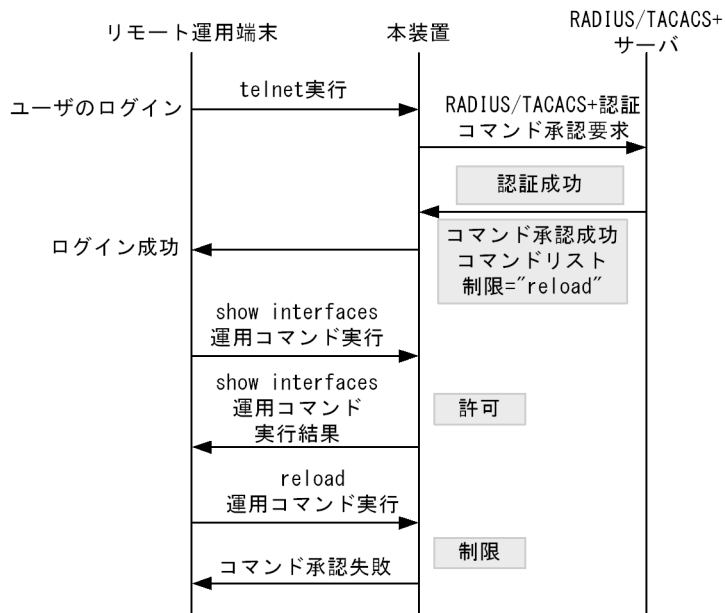 リモート運用端末
本装置
RADIUS/TACACS+
サーバ
ユーザのログイン
telnet実行
RADIUS/TACACS+認証
コマンド承認要求
認証成功
ログイン成功
コマンド承認成功
コマンドリスト
制限="reload"
show interfaces
運用コマンド実行
show interfaces
運用コマンド
実行結果
許可
reload
運用コマンド実行
制限
コマンド承認失敗